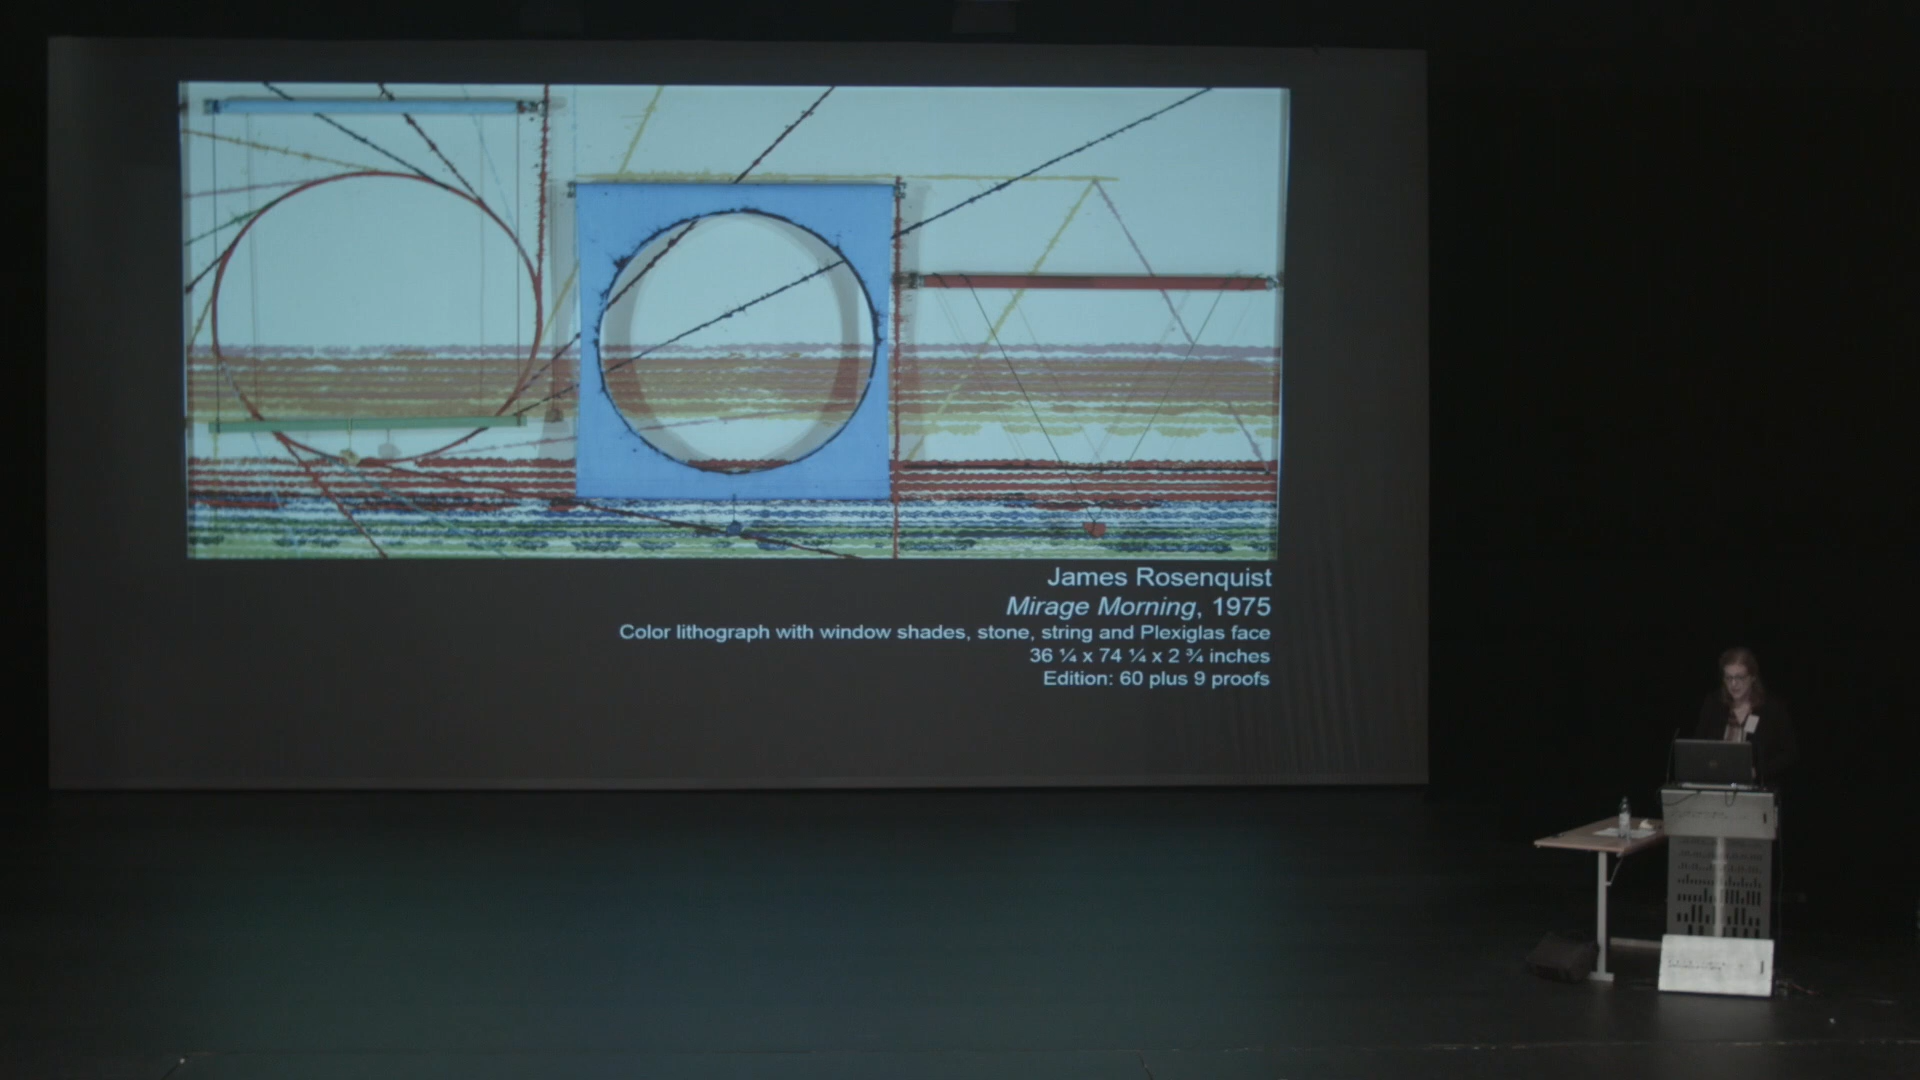 James Rosenquist
Mirage Morning, 1975
Color lithograph with window shades, stone, string and Plexiglas face
36 ¼ x 74 ¼ x 2 ¾ inches
Edition: 60 plus 9 proofs